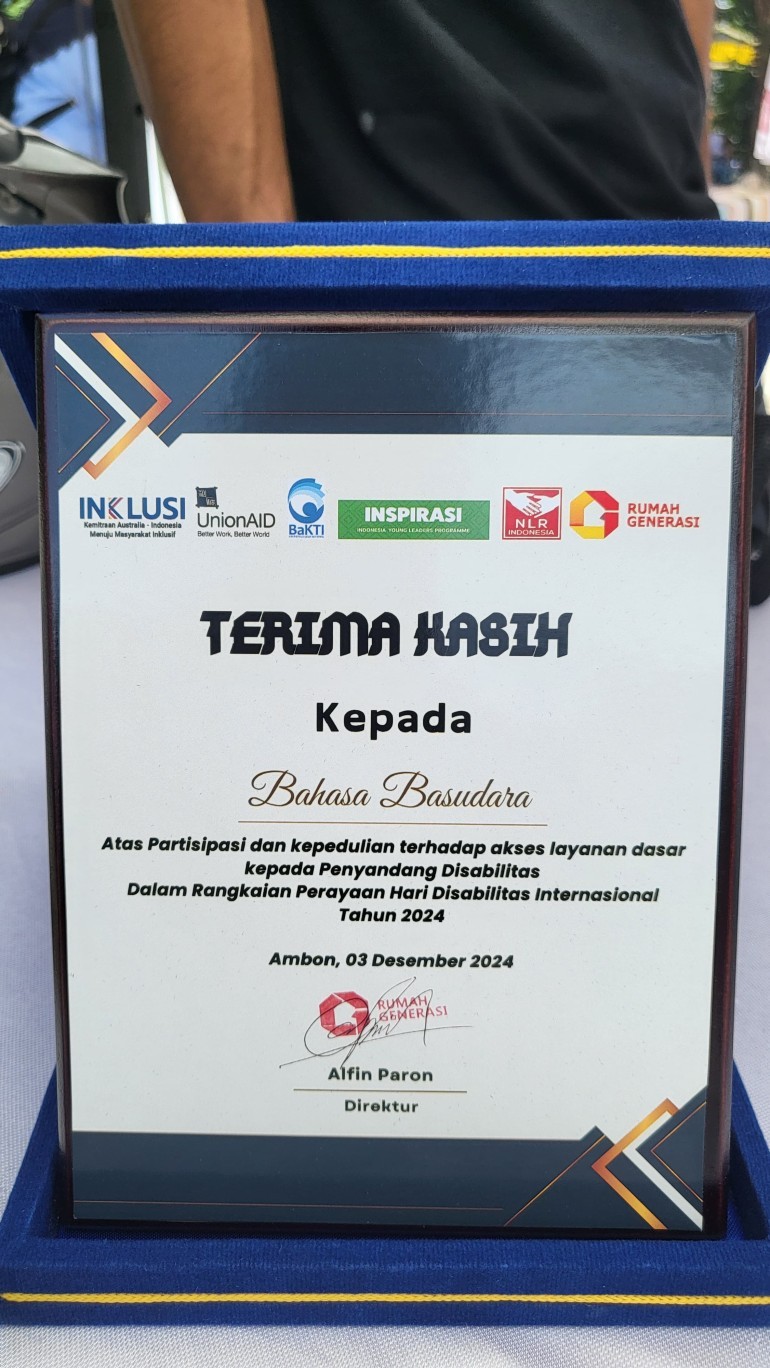 INKLUSI
Kemitraan Australia - Indonesia
Menuju Masyarakat Inklusif
UnionAID
Better Work, Better World
BaKTI
INSPIRASI
INDONESIA YOUNG LEADERS PROGRAMME
NLR
INDONESIA
RUMAH
GENERASI
TERIMA KASIH
Kepada
Bahasa Basudara
Atas Partisipasi dan kepedulian terhadap akses layanan dasar
kepada Penyandang Disabilitas
Dalam Rangkaian Perayaan Hari Disabilitas Internasional
Tahun 2024
Ambon, 03 Desember 2024
RUMAH
GENERASI
Alfin Paron
Direktur